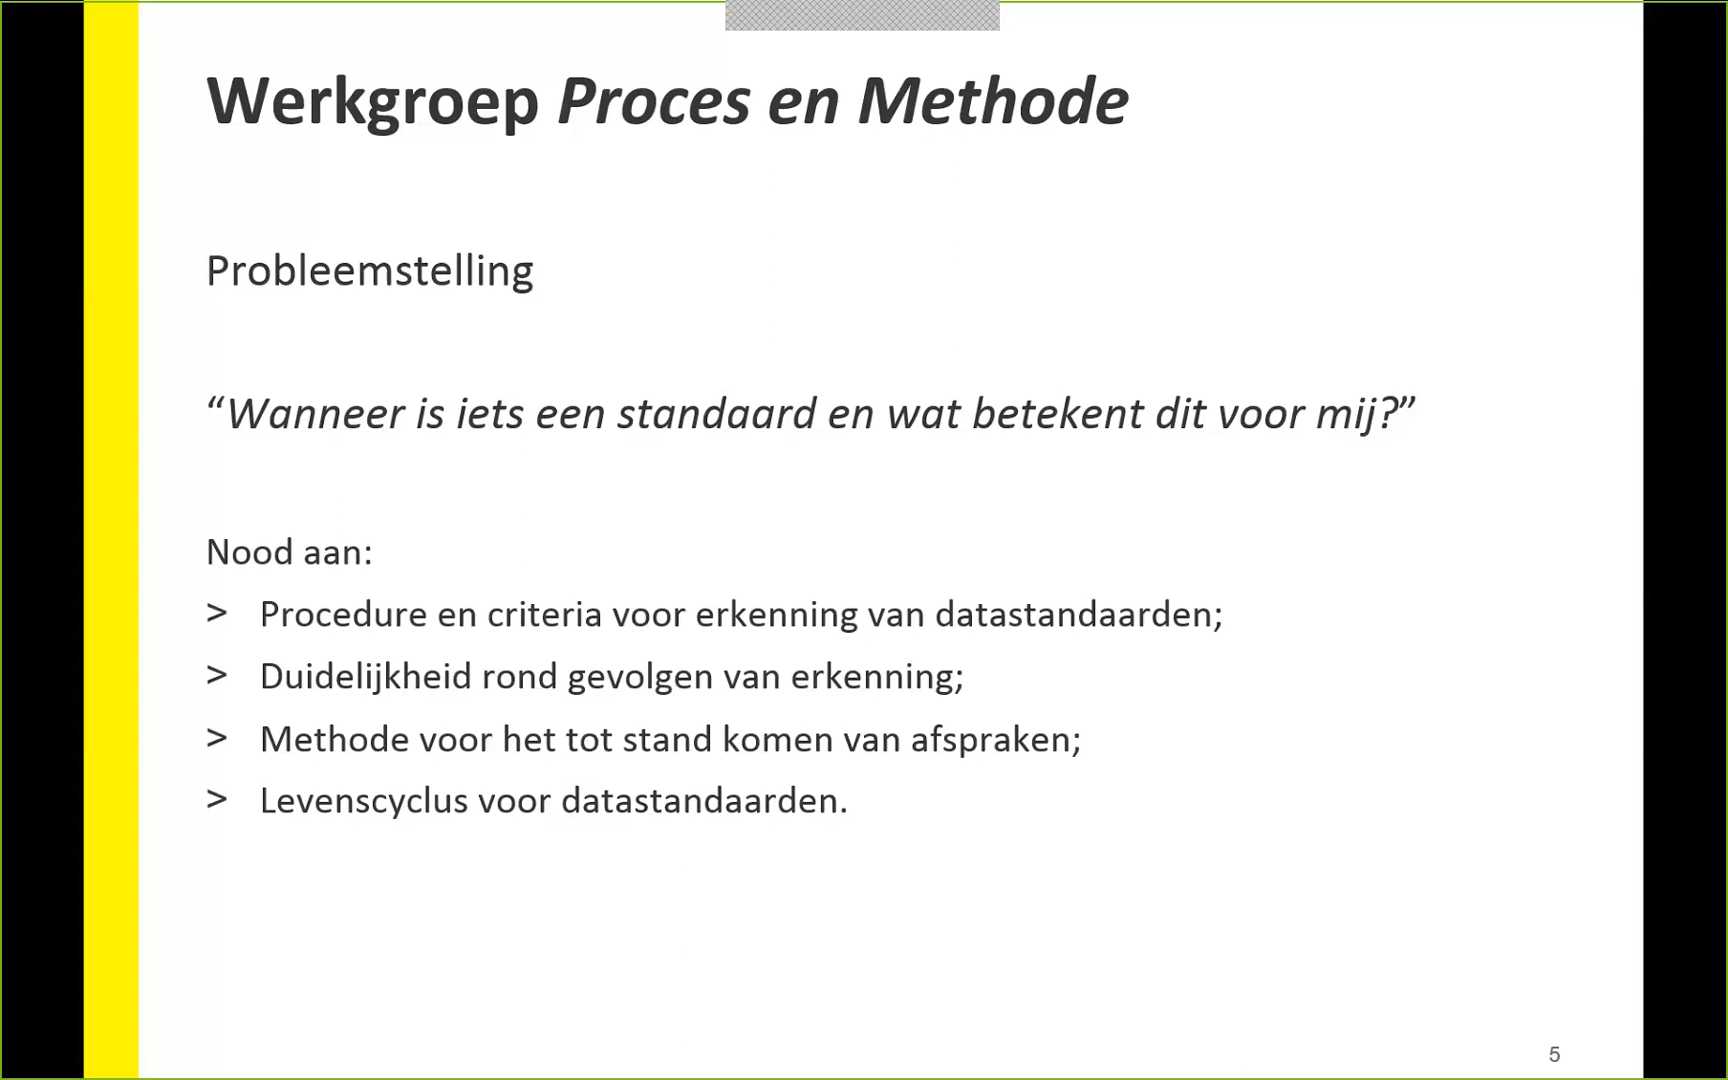 Werkgroep Proces en Methode
Probleemstelling
“Wanneer is iets een standaard en wat betekent dit voor mij?”
Nood aan:
> Procedure en criteria voor erkenning van datastandaarden;
> Duidelijkheid rond gevolgen van erkenning;
> Methode voor het tot stand komen van afspraken;
> Levenscyclus voor datastandaarden.
5